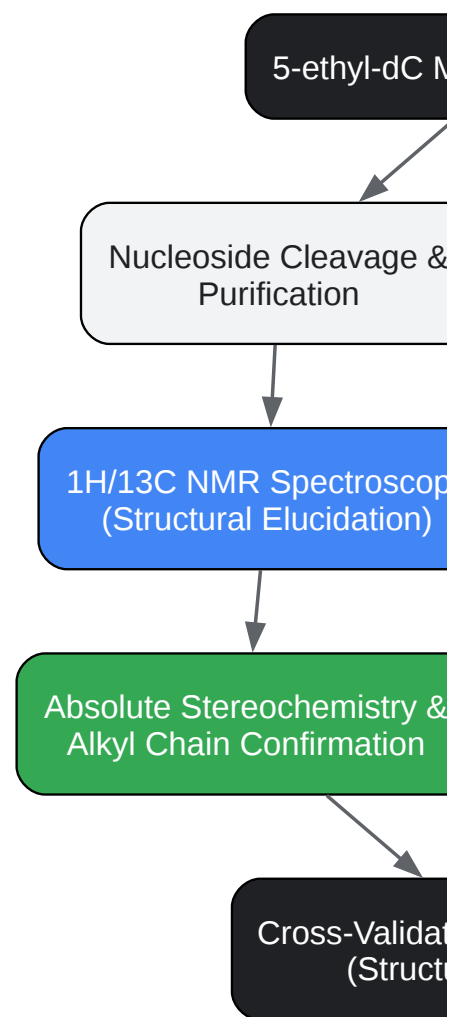 5-ethyl-dC M
Nucleoside Cleavage &
Purification
1H/13C NMR Spectroscop
(Structural Elucidation)
Absolute Stereochemistry &
Alkyl Chain Confirmation
Cross-Validat
(Structu